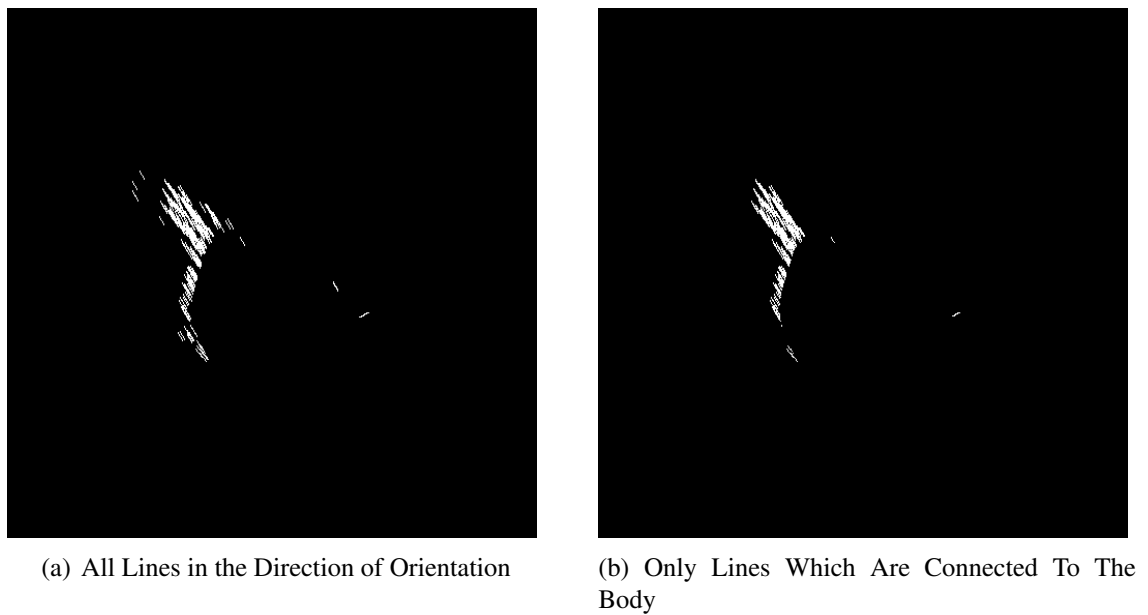 (a) All Lines in the Direction of Orientation
(b) Only Lines Which Are Connected To The
Body